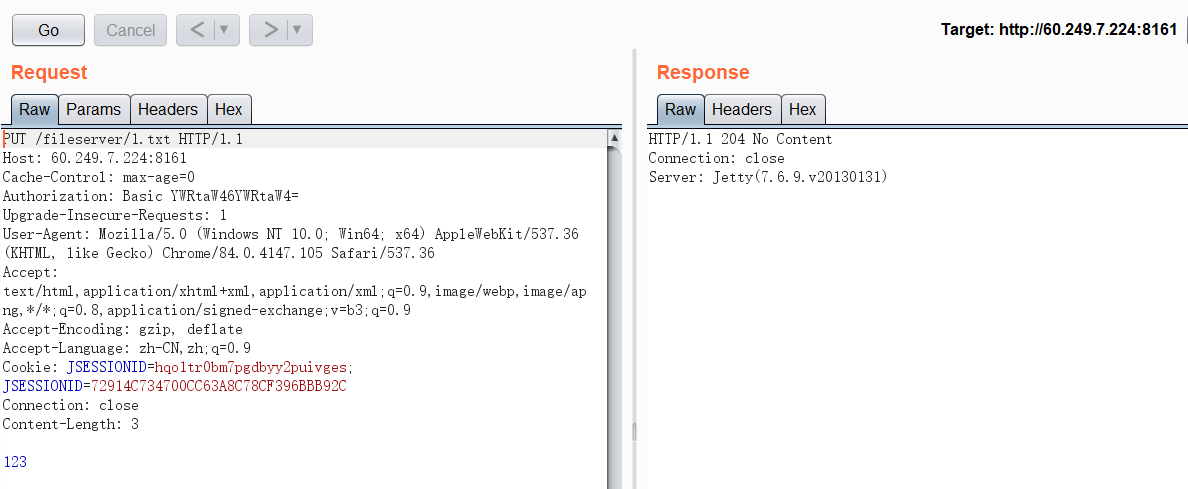 Go Cancel < ▼ > ▼ Target: http://60.249.7.224:8161
Request
Raw Params Headers Hex
PUT /fileserver/1.txt HTTP/1.1
Host: 60.249.7.224:8161
Cache-Control: max-age=0
Authorization: Basic YWRtaW46YWRtaW4=
Upgrade-Insecure-Requests: 1
User-Agent: Mozilla/5.0 (Windows NT 10.0; Win64; x64) AppleWebKit/537.36
(KHTML, like Gecko) Chrome/84.0.4147.105 Safari/537.36
Accept:
text/html,application/xhtml+xml,application/xml;q=0.9,image/webp,image/ap
ng,*/*;q=0.8,application/signed-exchange;v=b3;q=0.9
Accept-Encoding: gzip, deflate
Accept-Language: zh-CN,zh;q=0.9
Cookie: JSESSIONID=hqoltr0bm7pgdbyy2puivges;
JSESSIONID=72914C734700CC63A8C78CF396BBB92C
Connection: close
Content-Length: 3
123
Response
Raw Headers Hex
HTTP/1.1 204 No Content
Connection: close
Server: Jetty(7.6.9.v20130131)